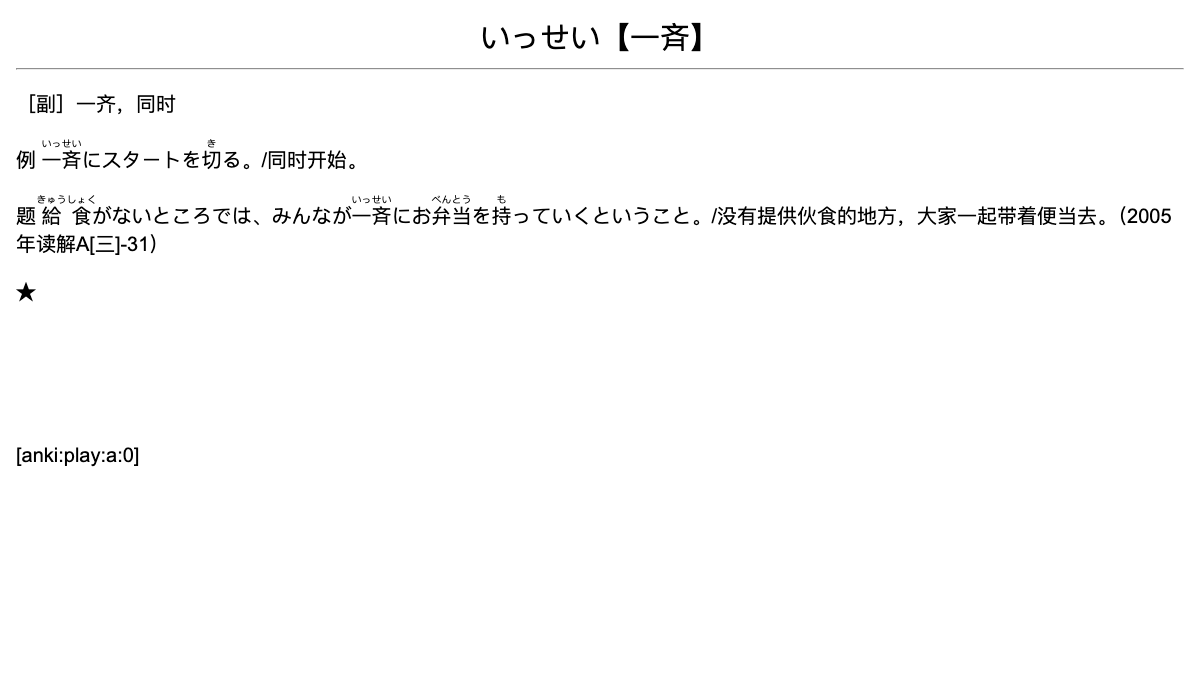 いっせい【一斉】
［副］一齐，同时
いっせい き
例 一斉にスタートを切る。/同时开始。
きゅうしょく いっせい べんとう も
题 給食がないところでは、みんなが一斉にお弁当を持っていくということ。/没有提供伙食的地方，大家一起带着便当去。（2005
年读解A[三]-31）
★
[anki:play:a:0]